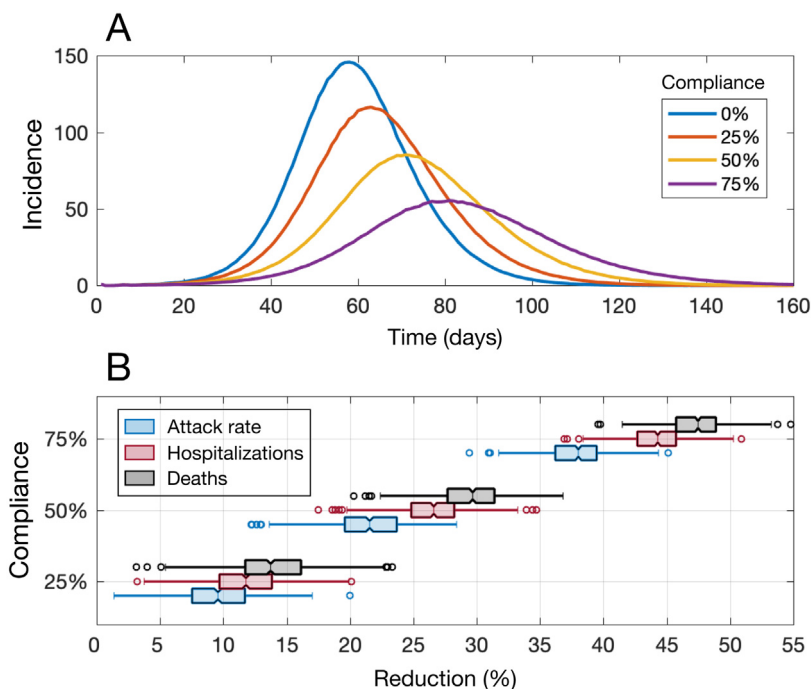 A
150
100
50
0
Incidence
Compliance
0%
25%
50%
75%
0 20 40 60 80 100 120 140 160
Time (days)
B
Attack rate
Hospitalizations
Deaths
75%
50%
25%
Compliance
0 5 10 15 20 25 30 35 40 45 50 55
Reduction (%)